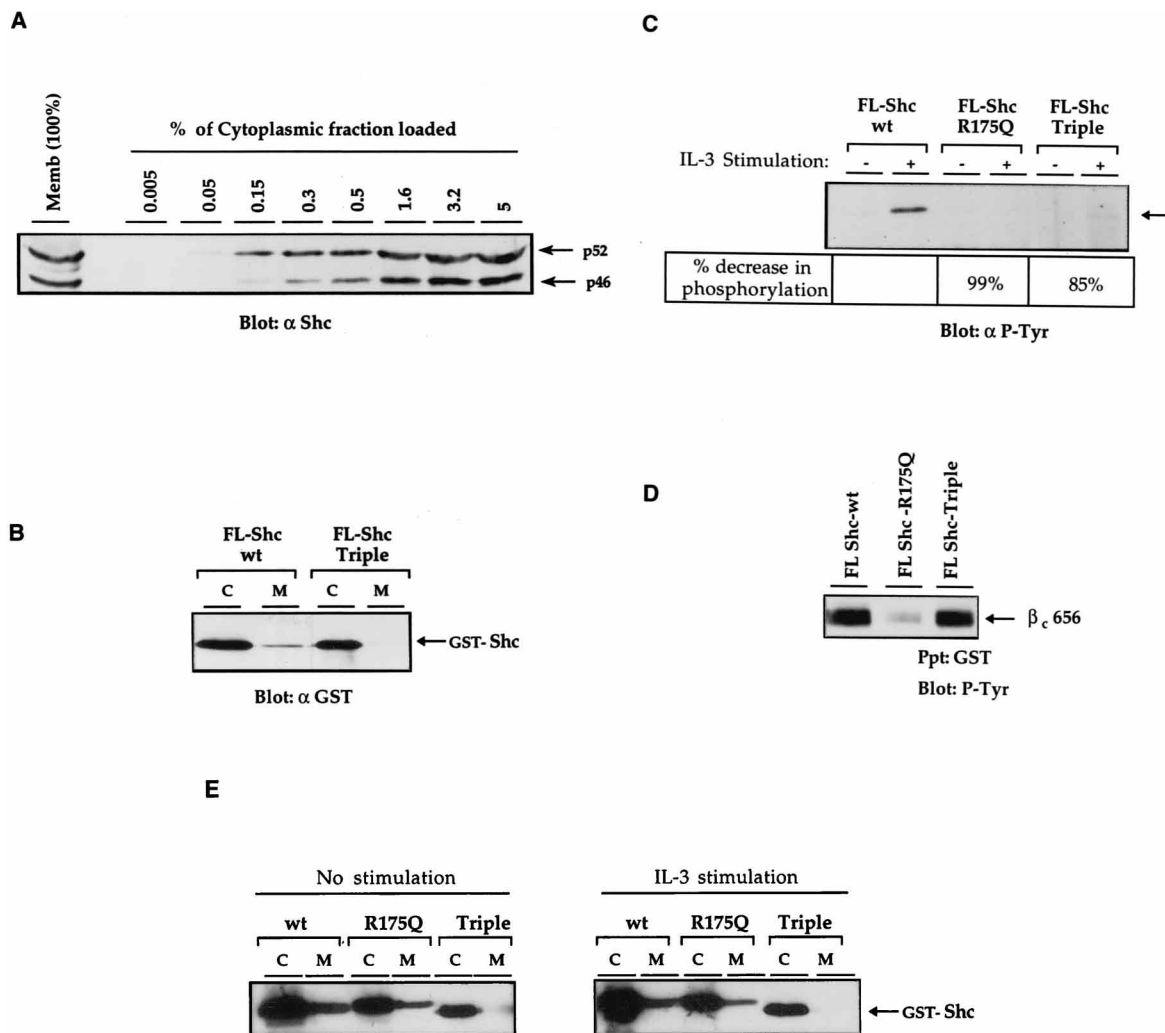 A
% of Cytoplasmic fraction loaded
Memb (100%)
0.005
0.05
0.15
0.3
0.5
1.6
3.2
5
p52
p46
Blot: α Shc
C
FL-Shc wt
FL-Shc R175Q
FL-Shc Triple
IL-3 Stimulation:
- + - + - +
% decrease in phosphorylation
99%
85%
Blot: α P-Tyr
B
FL-Shc wt
FL-Shc Triple
C M C M
GST- Shc
Blot: α GST
D
FL Shc-wt
FL Shc -R175Q
FL Shc-Triple
βc 656
Ppt: GST
Blot: P-Tyr
E
No stimulation
wt R175Q Triple
C M C M C M
IL-3 stimulation
wt R175Q Triple
C M C M C M
GST- Shc